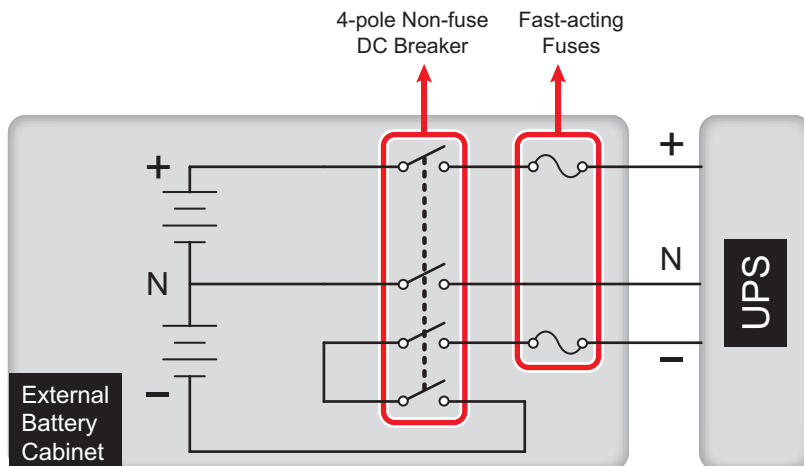 4-pole Non-fuse
DC Breaker
Fast-acting
Fuses
+
+
N
N
UPS
−
−
External
Battery
Cabinet